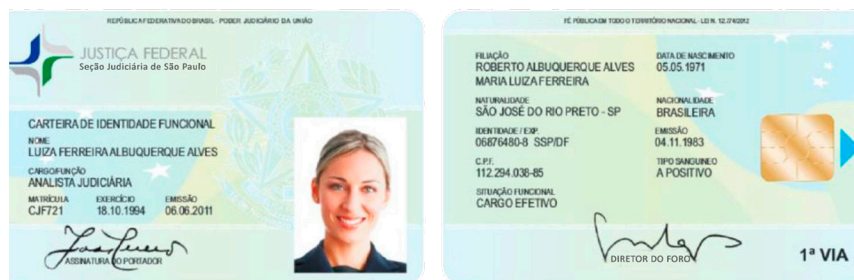 REPÚBLICA FEDERATIVA DO BRASIL - PODER JUDICIÁRIO DA UNIÃO
JUSTIÇA FEDERAL
Seção Judiciária de São Paulo
CARTEIRA DE IDENTIDADE FUNCIONAL
NOME
LUIZA FERREIRA ALBUQUERQUE ALVES
CARGO/FUNÇÃO
ANALISTA JUDICIÁRIA
MATRÍCULA EXERCÍCIO EMISSÃO
CJF721 18.10.1994 06.06.2011
ASSINATURA DO PORTADOR
FÉ PÚBLICA EM TODO O TERRITÓRIO NACIONAL - LEI N. 12.774/2012
FILIAÇÃO DATA DE NASCIMENTO
ROBERTO ALBUQUERQUE ALVES 05.05.1971
MARIA LUIZA FERREIRA
NATURALIDADE NACIONALIDADE
SÃO JOSÉ DO RIO PRETO - SP BRASILEIRA
IDENTIDADE / EXP. EMISSÃO
06876480-8 SSP/DF 04.11.1983
C.P.F. TIPO SANGUINEO
112.294.038-85 A POSITIVO
SITUAÇÃO FUNCIONAL
CARGO EFETIVO
DIRETOR DO FORO
1ª VIA